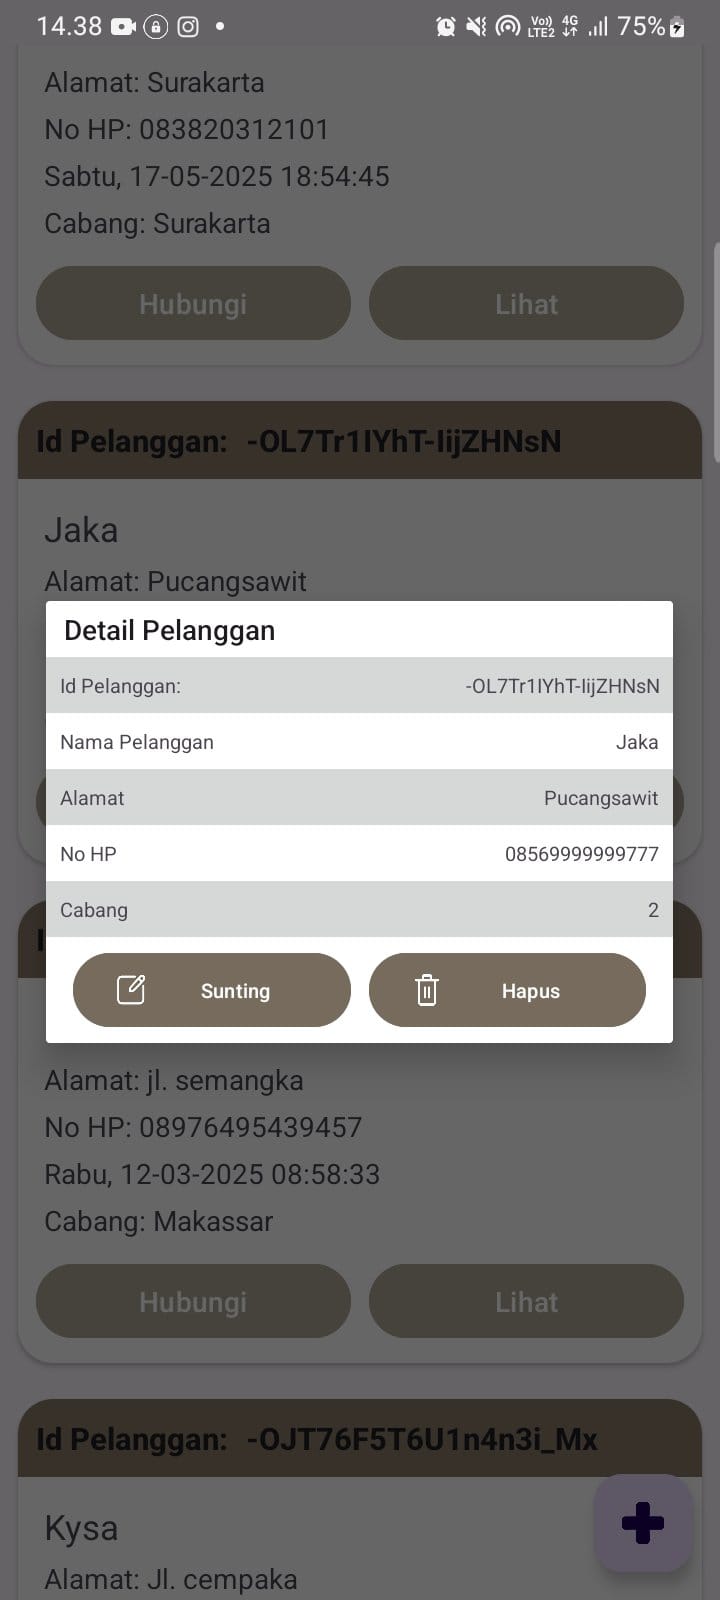 14.38
Vo)) LTE2 4G 75%
Alamat: Surakarta
No HP: 083820312101
Sabtu, 17-05-2025 18:54:45
Cabang: Surakarta
Hubungi Lihat
Id Pelanggan: -OL7Tr1IYhT-IijZHNsN
Jaka
Alamat: Pucangsawit
Detail Pelanggan
Id Pelanggan: -OL7Tr1IYhT-IijZHNsN
Nama Pelanggan Jaka
Alamat Pucangsawit
No HP 08569999999777
Cabang 2
Sunting Hapus
Alamat: jl. semangka
No HP: 08976495439457
Rabu, 12-03-2025 08:58:33
Cabang: Makassar
Hubungi Lihat
Id Pelanggan: -OJT76F5T6U1n4n3i_Mx
Kysa
Alamat: Jl. cempaka